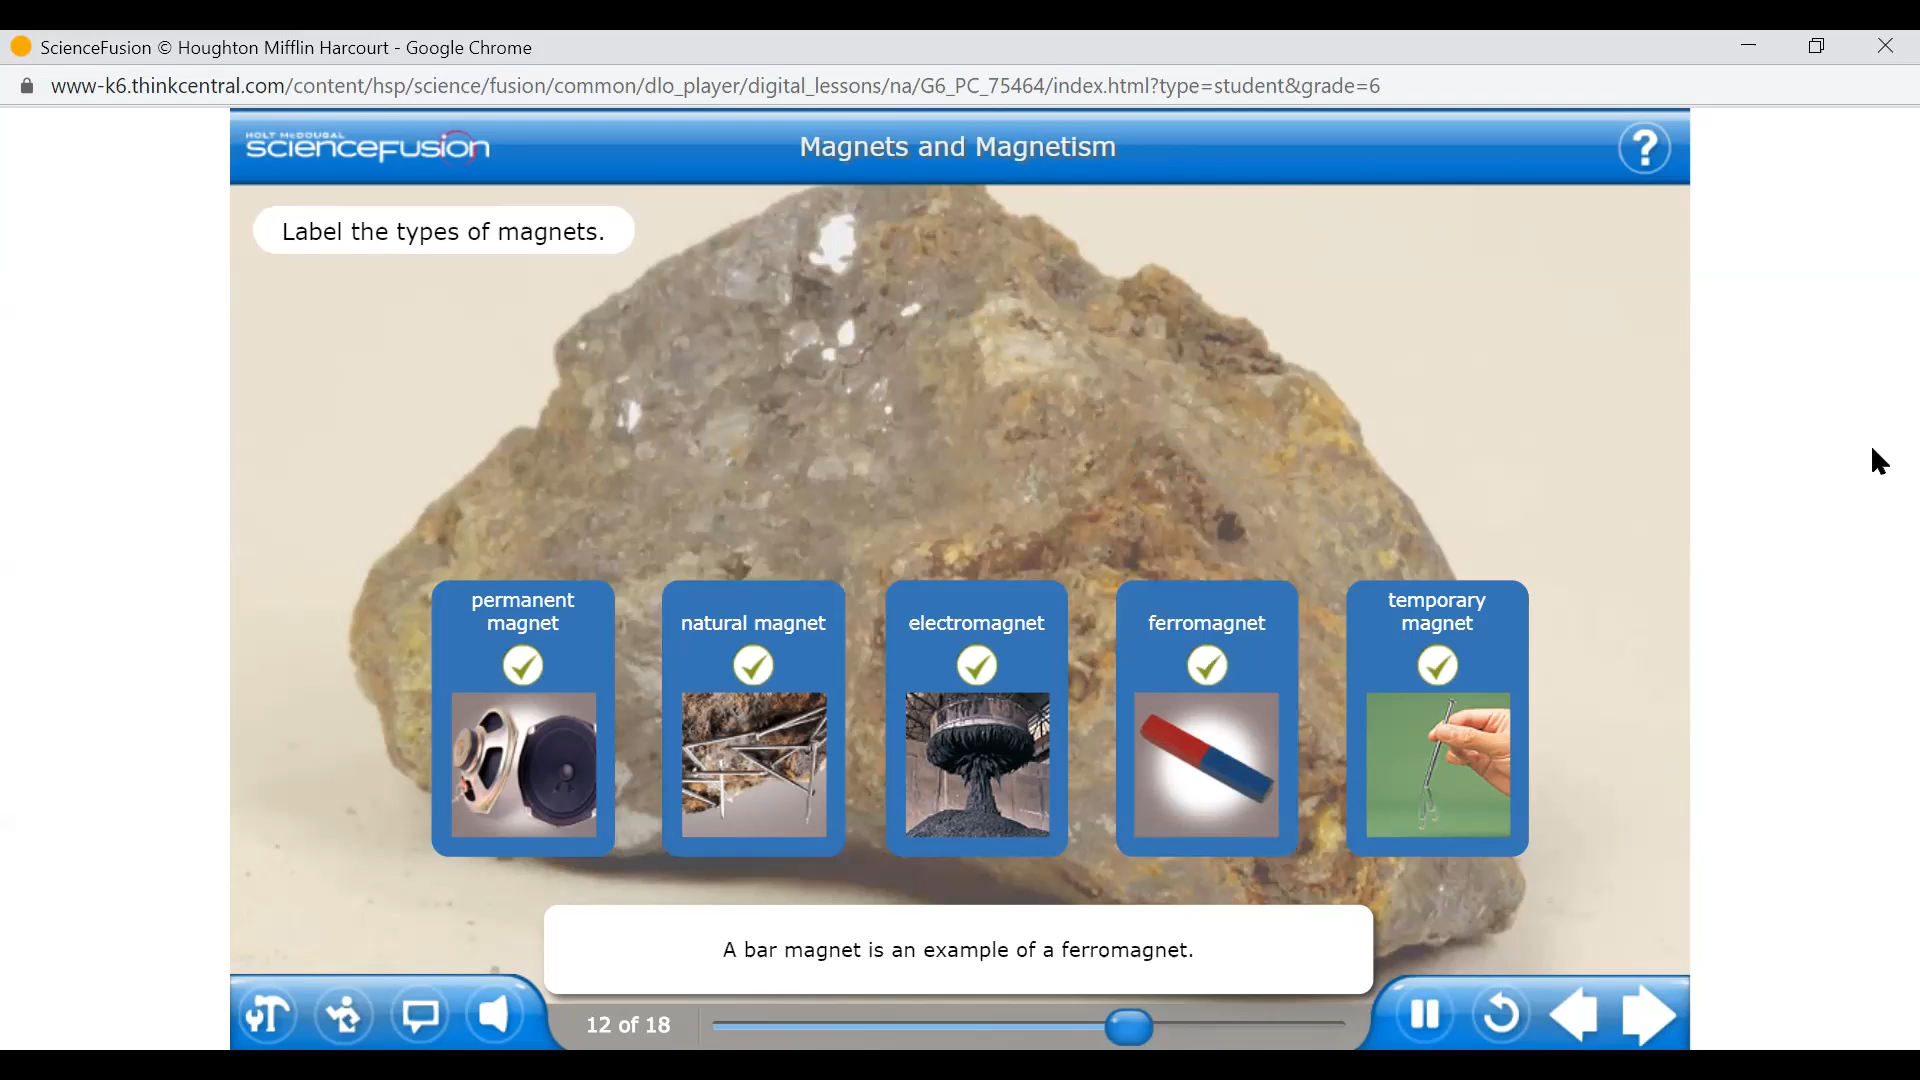 ScienceFusion © Houghton Mifflin Harcourt - Google Chrome
www-k6.thinkcentral.com/content/hsp/science/fusion/common/dlo_player/digital_lessons/na/G6_PC_75464/index.html?type=student&grade=6
HOLT McDOUGAL
scienceFusion
Magnets and Magnetism
?
Label the types of magnets.
permanent
magnet
natural magnet
electromagnet
ferromagnet
temporary
magnet
A bar magnet is an example of a ferromagnet.
12 of 18